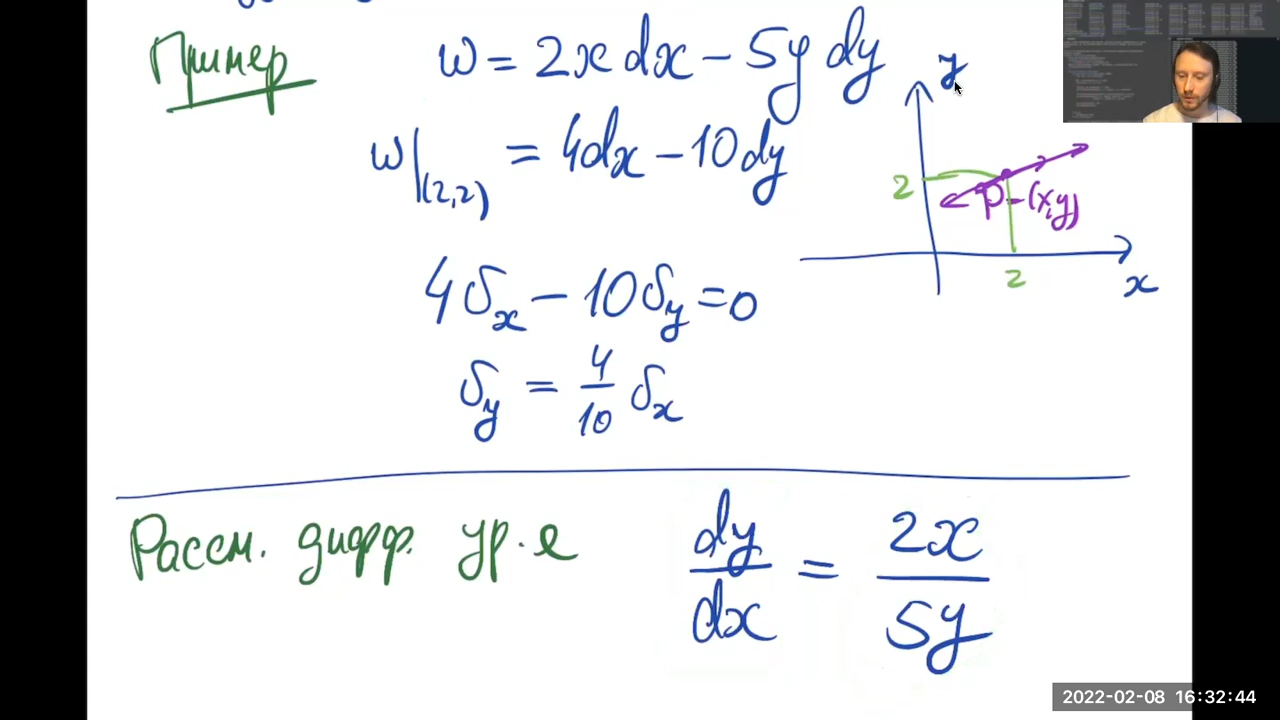 Пример
w = 2x dx − 5y dy
w|(2,2) = 4dx − 10dy
y
2
p − (x,y)
2
x
4δx − 10δy = 0
δy = 4/10 δx
Рассм. дифф. ур-е
dy/dx = 2x/5y
2022-02-08 16:32:44